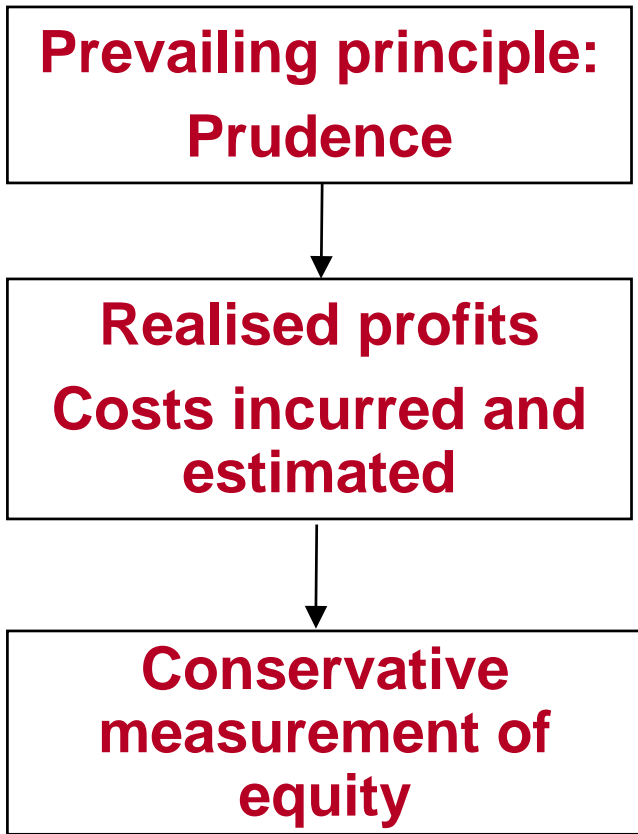 Prevailing principle:
Prudence
Realised profits
Costs incurred and
estimated
Conservative
measurement of
equity